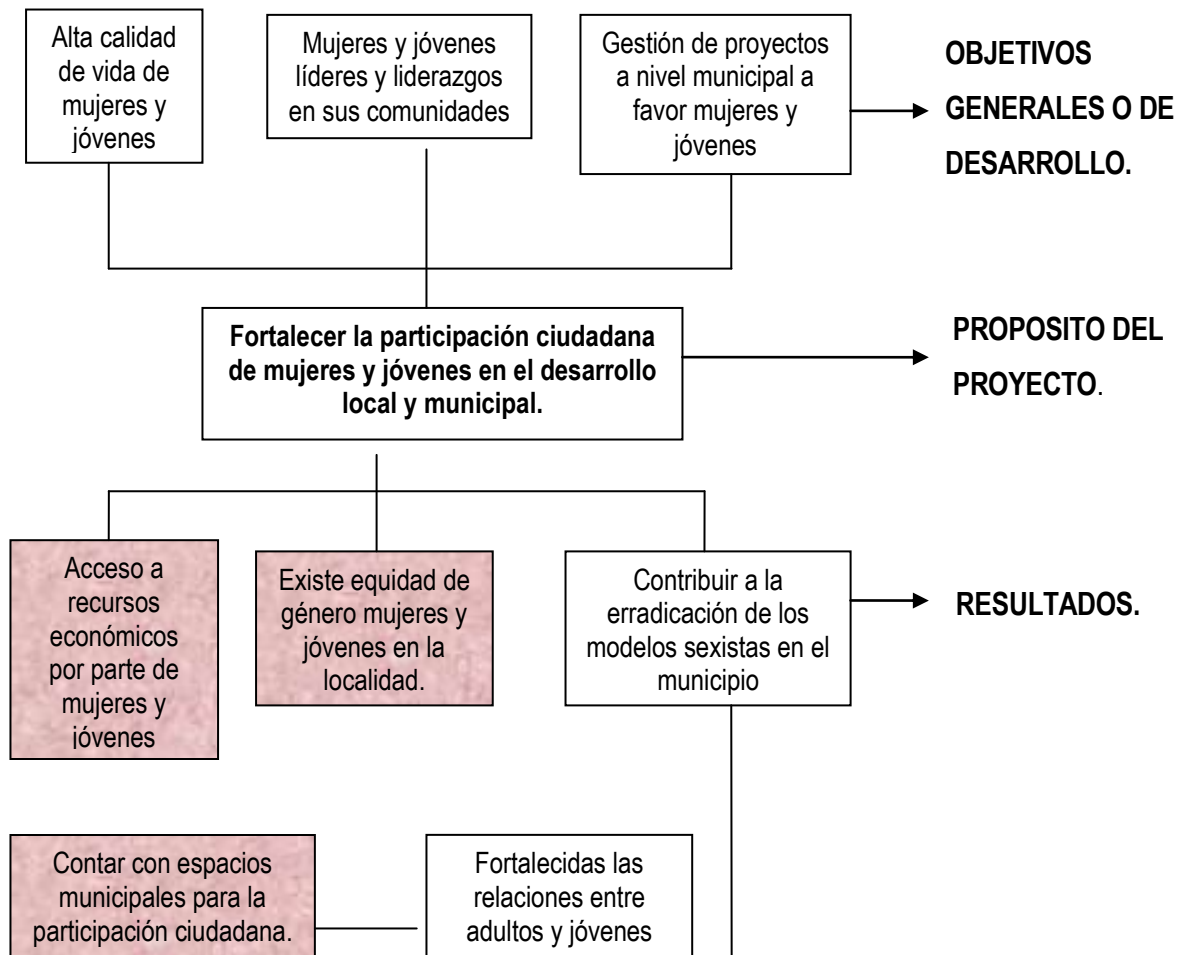 Alta calidad
de vida de
mujeres y
jóvenes
Mujeres y jóvenes
líderes y liderazgos
en sus comunidades
Gestión de proyectos
a nivel municipal a
favor mujeres y
jóvenes
OBJETIVOS
GENERALES O DE
DESARROLLO.
Fortalecer la participación ciudadana
de mujeres y jóvenes en el desarrollo
local y municipal.
PROPOSITO DEL
PROYECTO.
Acceso a
recursos
económicos
por parte de
mujeres y
jóvenes
Existe equidad de
género mujeres y
jóvenes en la
localidad.
Contribuir a la
erradicación de los
modelos sexistas en el
municipio
RESULTADOS.
Contar con espacios
municipales para la
participación ciudadana.
Fortalecidas las
relaciones entre
adultos y jóvenes